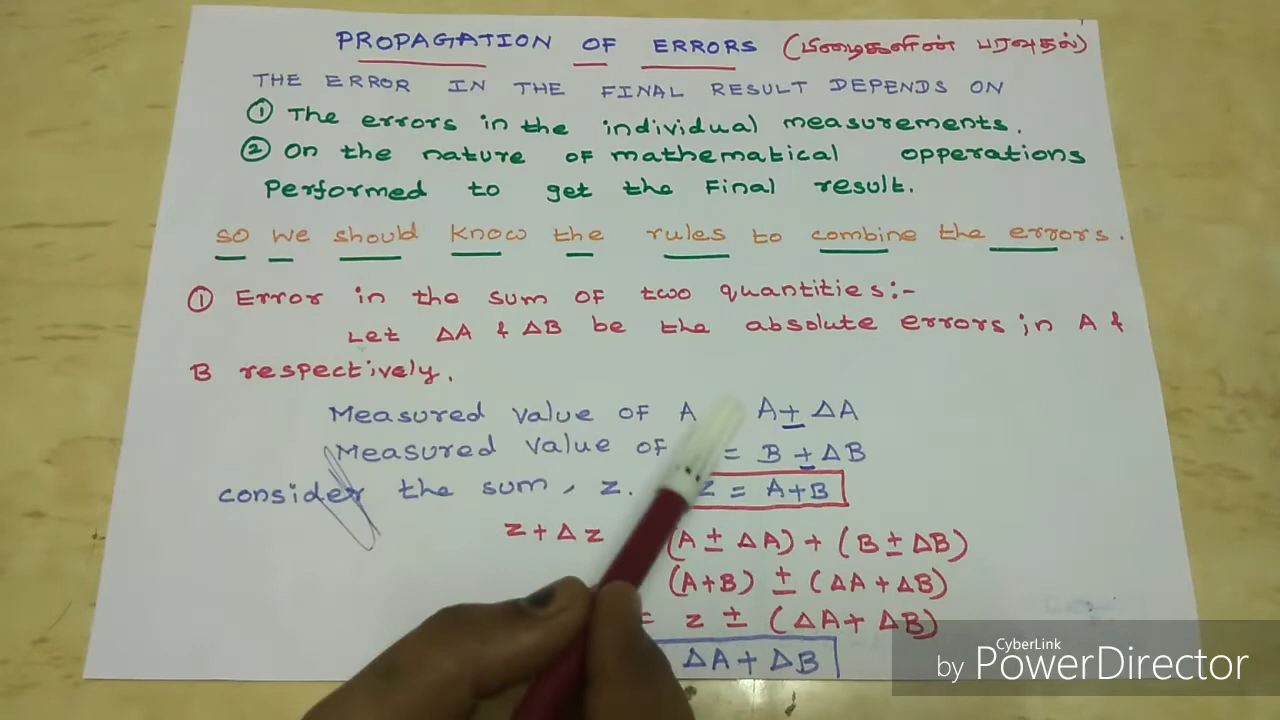 PROPAGATION OF ERRORS (பிழைகளின் பரவுதல்)
THE ERROR IN THE FINAL RESULT DEPENDS ON
① The errors in the individual measurements.
② On the nature of mathematical opperations
Performed to get the Final result.
so we should know the rules to combine the errors.
① Error in the sum of two quantities:-
Let ΔA & ΔB be the absolute errors in A &
B respectively.
Measured value of A A ± ΔA
Measured value of = B ± ΔB
consider the sum, z. z = A+B
z + Δz (A ± ΔA) + (B ± ΔB)
(A+B) ± (ΔA + ΔB)
= z ± (ΔA + ΔB)
ΔA + ΔB
CyberLink
by PowerDirector